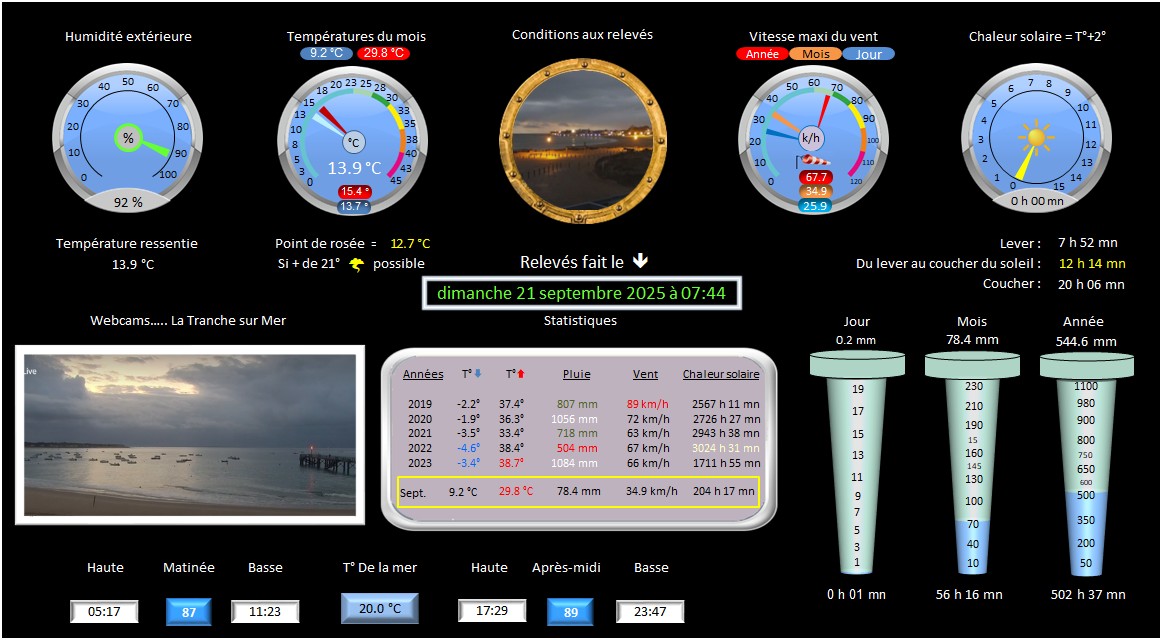 Humidité extérieure
Températures du mois
Conditions aux relevés
Vitesse maxi du vent
Chaleur solaire = T°+2°
9.2 °C 29.8 °C
Année Mois Jour
0 10 20 30 40 50 60 70 80 90 100
%
92 %
0 3 5 8 10 13 15 18 20 23 25 28 30 33 35 38 40 43 45
°C
13.9 °C
15.4 °
13.7 °
0 10 20 30 40 50 60 70 80 90 100 110 120
k/h
67.7
34.9
25.9
0 1 2 3 4 5 6 7 8 9 10 11 12 13 14 15
0 h 00 mn
Température ressentie
13.9 °C
Point de rosée = 12.7 °C
Si + de 21° possible
Relevés fait le
dimanche 21 septembre 2025 à 07:44
Lever : 7 h 52 mn
Du lever au coucher du soleil : 12 h 14 mn
Coucher : 20 h 06 mn
Webcams..... La Tranche sur Mer
Live
Statistiques
Années T° T° Pluie Vent Chaleur solaire
2019 -2.2° 37.4° 807 mm 89 km/h 2567 h 11 mn
2020 -1.9° 36.3° 1056 mm 72 km/h 2726 h 27 mn
2021 -3.5° 33.4° 718 mm 63 km/h 2943 h 38 mn
2022 -4.6° 38.4° 504 mm 67 km/h 3024 h 31 mn
2023 -3.4° 38.7° 1084 mm 66 km/h 1711 h 55 mn
Sept. 9.2 °C 29.8 °C 78.4 mm 34.9 km/h 204 h 17 mn
Jour
0.2 mm
19
17
15
13
11
9
7
5
3
1
0 h 01 mn
Mois
78.4 mm
230
210
190
15
160
145
130
100
70
40
10
56 h 16 mn
Année
544.6 mm
1100
980
900
800
750
650
600
500
350
200
50
502 h 37 mn
Haute Matinée Basse T° De la mer Haute Après-midi Basse
05:17 87 11:23 20.0 °C 17:29 89 23:47